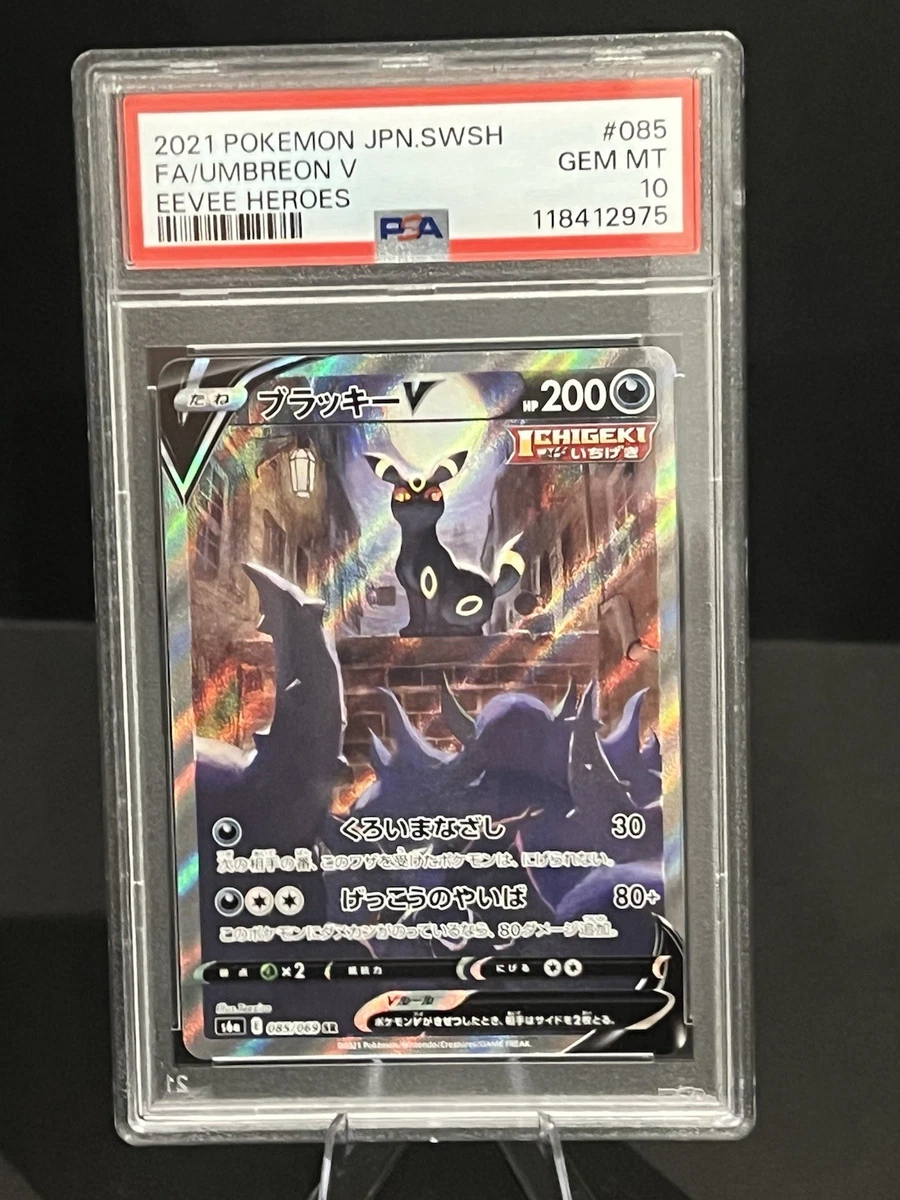 2021 POKEMON JPN.SWSH #085
FA/UMBREON V GEM MT
EEVEE HEROES 10
PSA 118412975
たね ブラッキーV HP 200
ICHIGEKI
いちげき
くろいまなざし 30
次の相手の番、このワザを受けたポケモンは、にげられない。
げっこうのやいば 80+
このポケモンにダメカンがのっているなら、80ダメージ追加。
弱点 ×2 抵抗力 にげる
Vルール
ポケモンVがきぜつしたとき、相手はサイドを2枚とる。
s6a E 085/069 SR
©2021 Pokémon/Nintendo/Creatures/GAME FREAK.